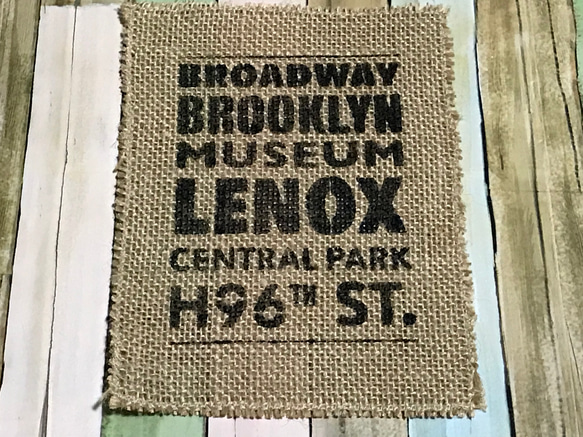 BROADWAY
BROOKLYN
MUSEUM
LENOX
CENTRAL PARK
H96TH ST.